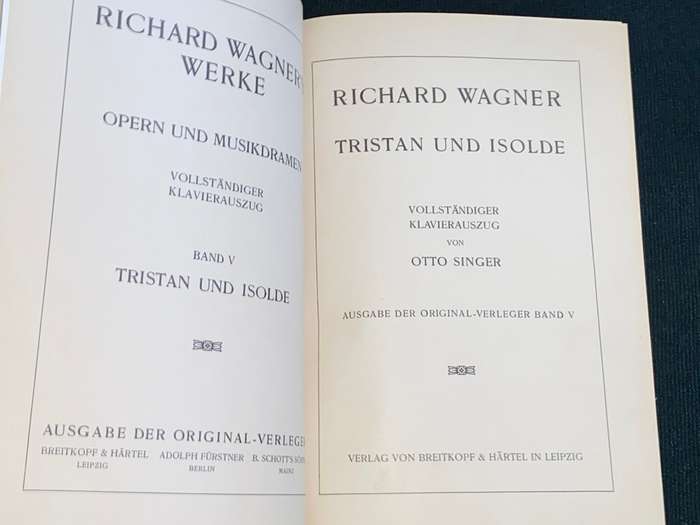 RICHARD WAGNERS
WERKE
OPERN UND MUSIKDRAMEN
VOLLSTÄNDIGER
KLAVIERAUSZUG
BAND V
TRISTAN UND ISOLDE
AUSGABE DER ORIGINAL-VERLEGER
BREITKOPF & HÄRTEL ADOLPH FÜRSTNER B. SCHOTT'S
LEIPZIG BERLIN MAINZ
RICHARD WAGNER
TRISTAN UND ISOLDE
VOLLSTÄNDIGER
KLAVIERAUSZUG
VON
OTTO SINGER
AUSGABE DER ORIGINAL-VERLEGER BAND V
VERLAG VON BREITKOPF & HÄRTEL IN LEIPZIG